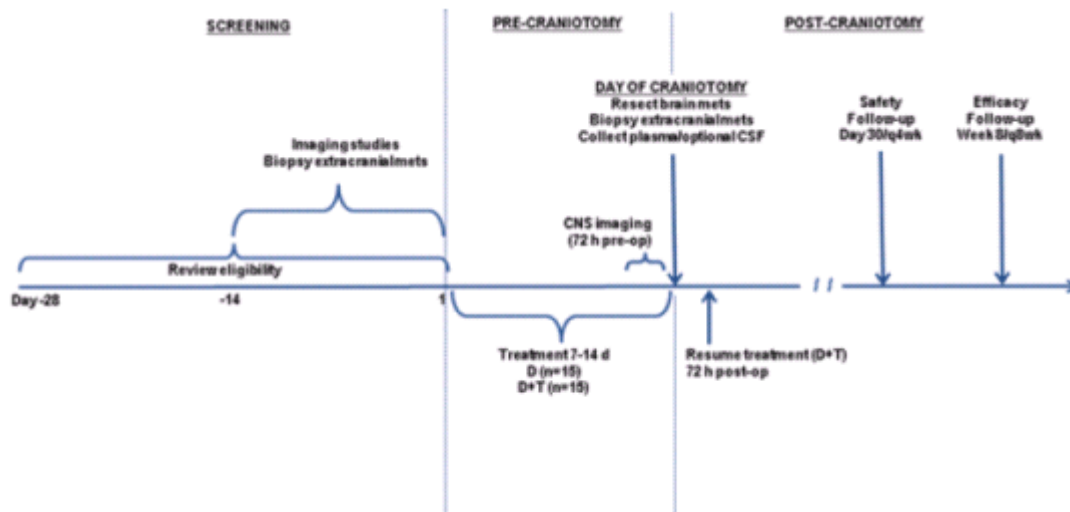 SCREENING
PRE-CRANIOTOMY
POST-CRANIOTOMY
DAY OF CRANIOTOMY
Resect brain mets
Biopsy extracranial mets
Collect plasma/optional CSF
Safety
Follow-up
Day 30/q4wk
Efficacy
Follow-up
Week 8/q8wk
Imaging studies
Biopsy extracranial mets
CNS imaging
(72 h pre-op)
Review eligibility
Day -28
-14
1
Treatment 7-14 d
D (n=15)
D+T (n=15)
Resume treatment (D+T)
72 h post-op